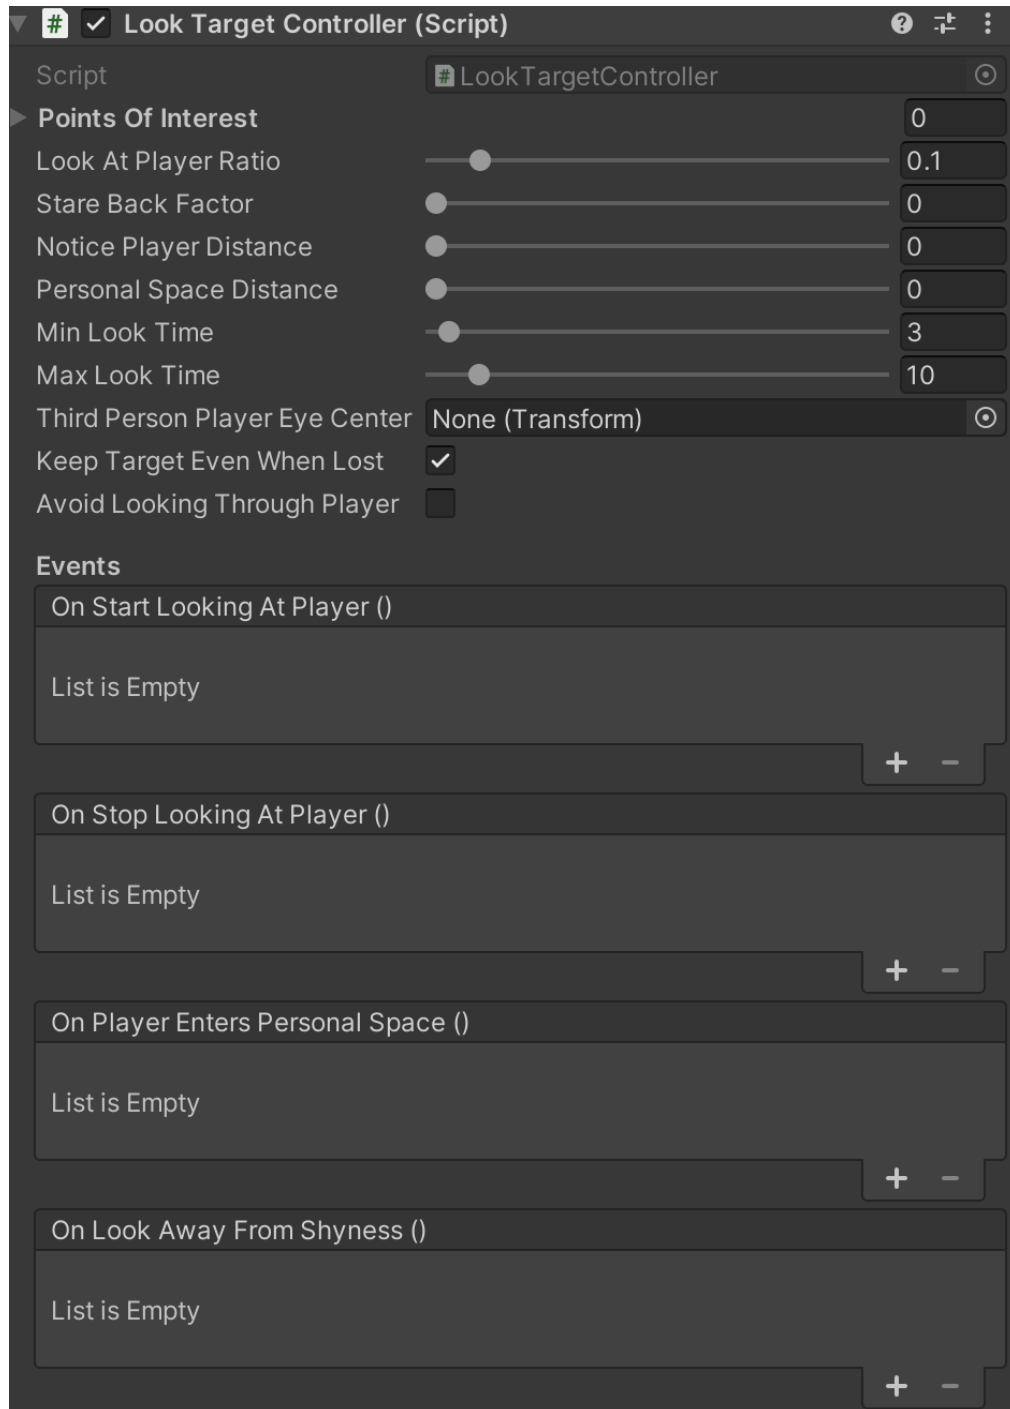 # Look Target Controller (Script)
Script # LookTargetController
Points Of Interest 0
Look At Player Ratio 0.1
Stare Back Factor 0
Notice Player Distance 0
Personal Space Distance 0
Min Look Time 3
Max Look Time 10
Third Person Player Eye Center None (Transform)
Keep Target Even When Lost
Avoid Looking Through Player
Events
On Start Looking At Player ()
List is Empty
+ −
On Stop Looking At Player ()
List is Empty
+ −
On Player Enters Personal Space ()
List is Empty
+ −
On Look Away From Shyness ()
List is Empty
+ −